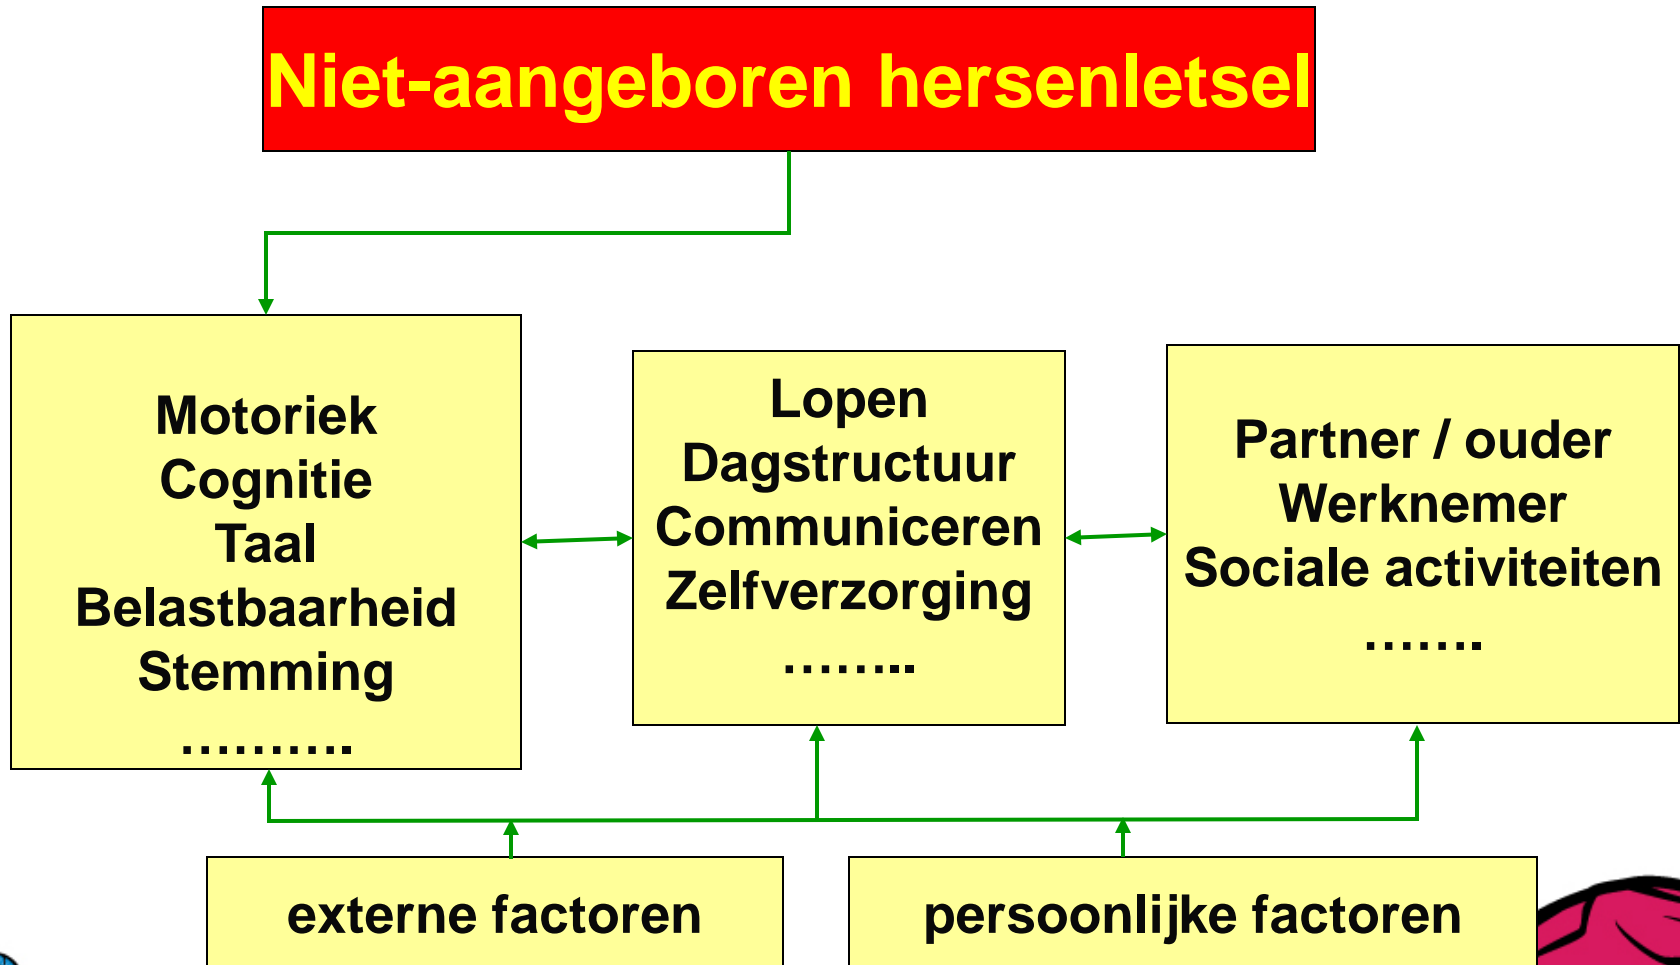 Niet-aangeboren hersenletsel
Motoriek
Cognitie
Taal
Belastbaarheid
Stemming
……….
Lopen
Dagstructuur
Communiceren
Zelfverzorging
……...
Partner / ouder
Werknemer
Sociale activiteiten
…….
externe factoren
persoonlijke factoren